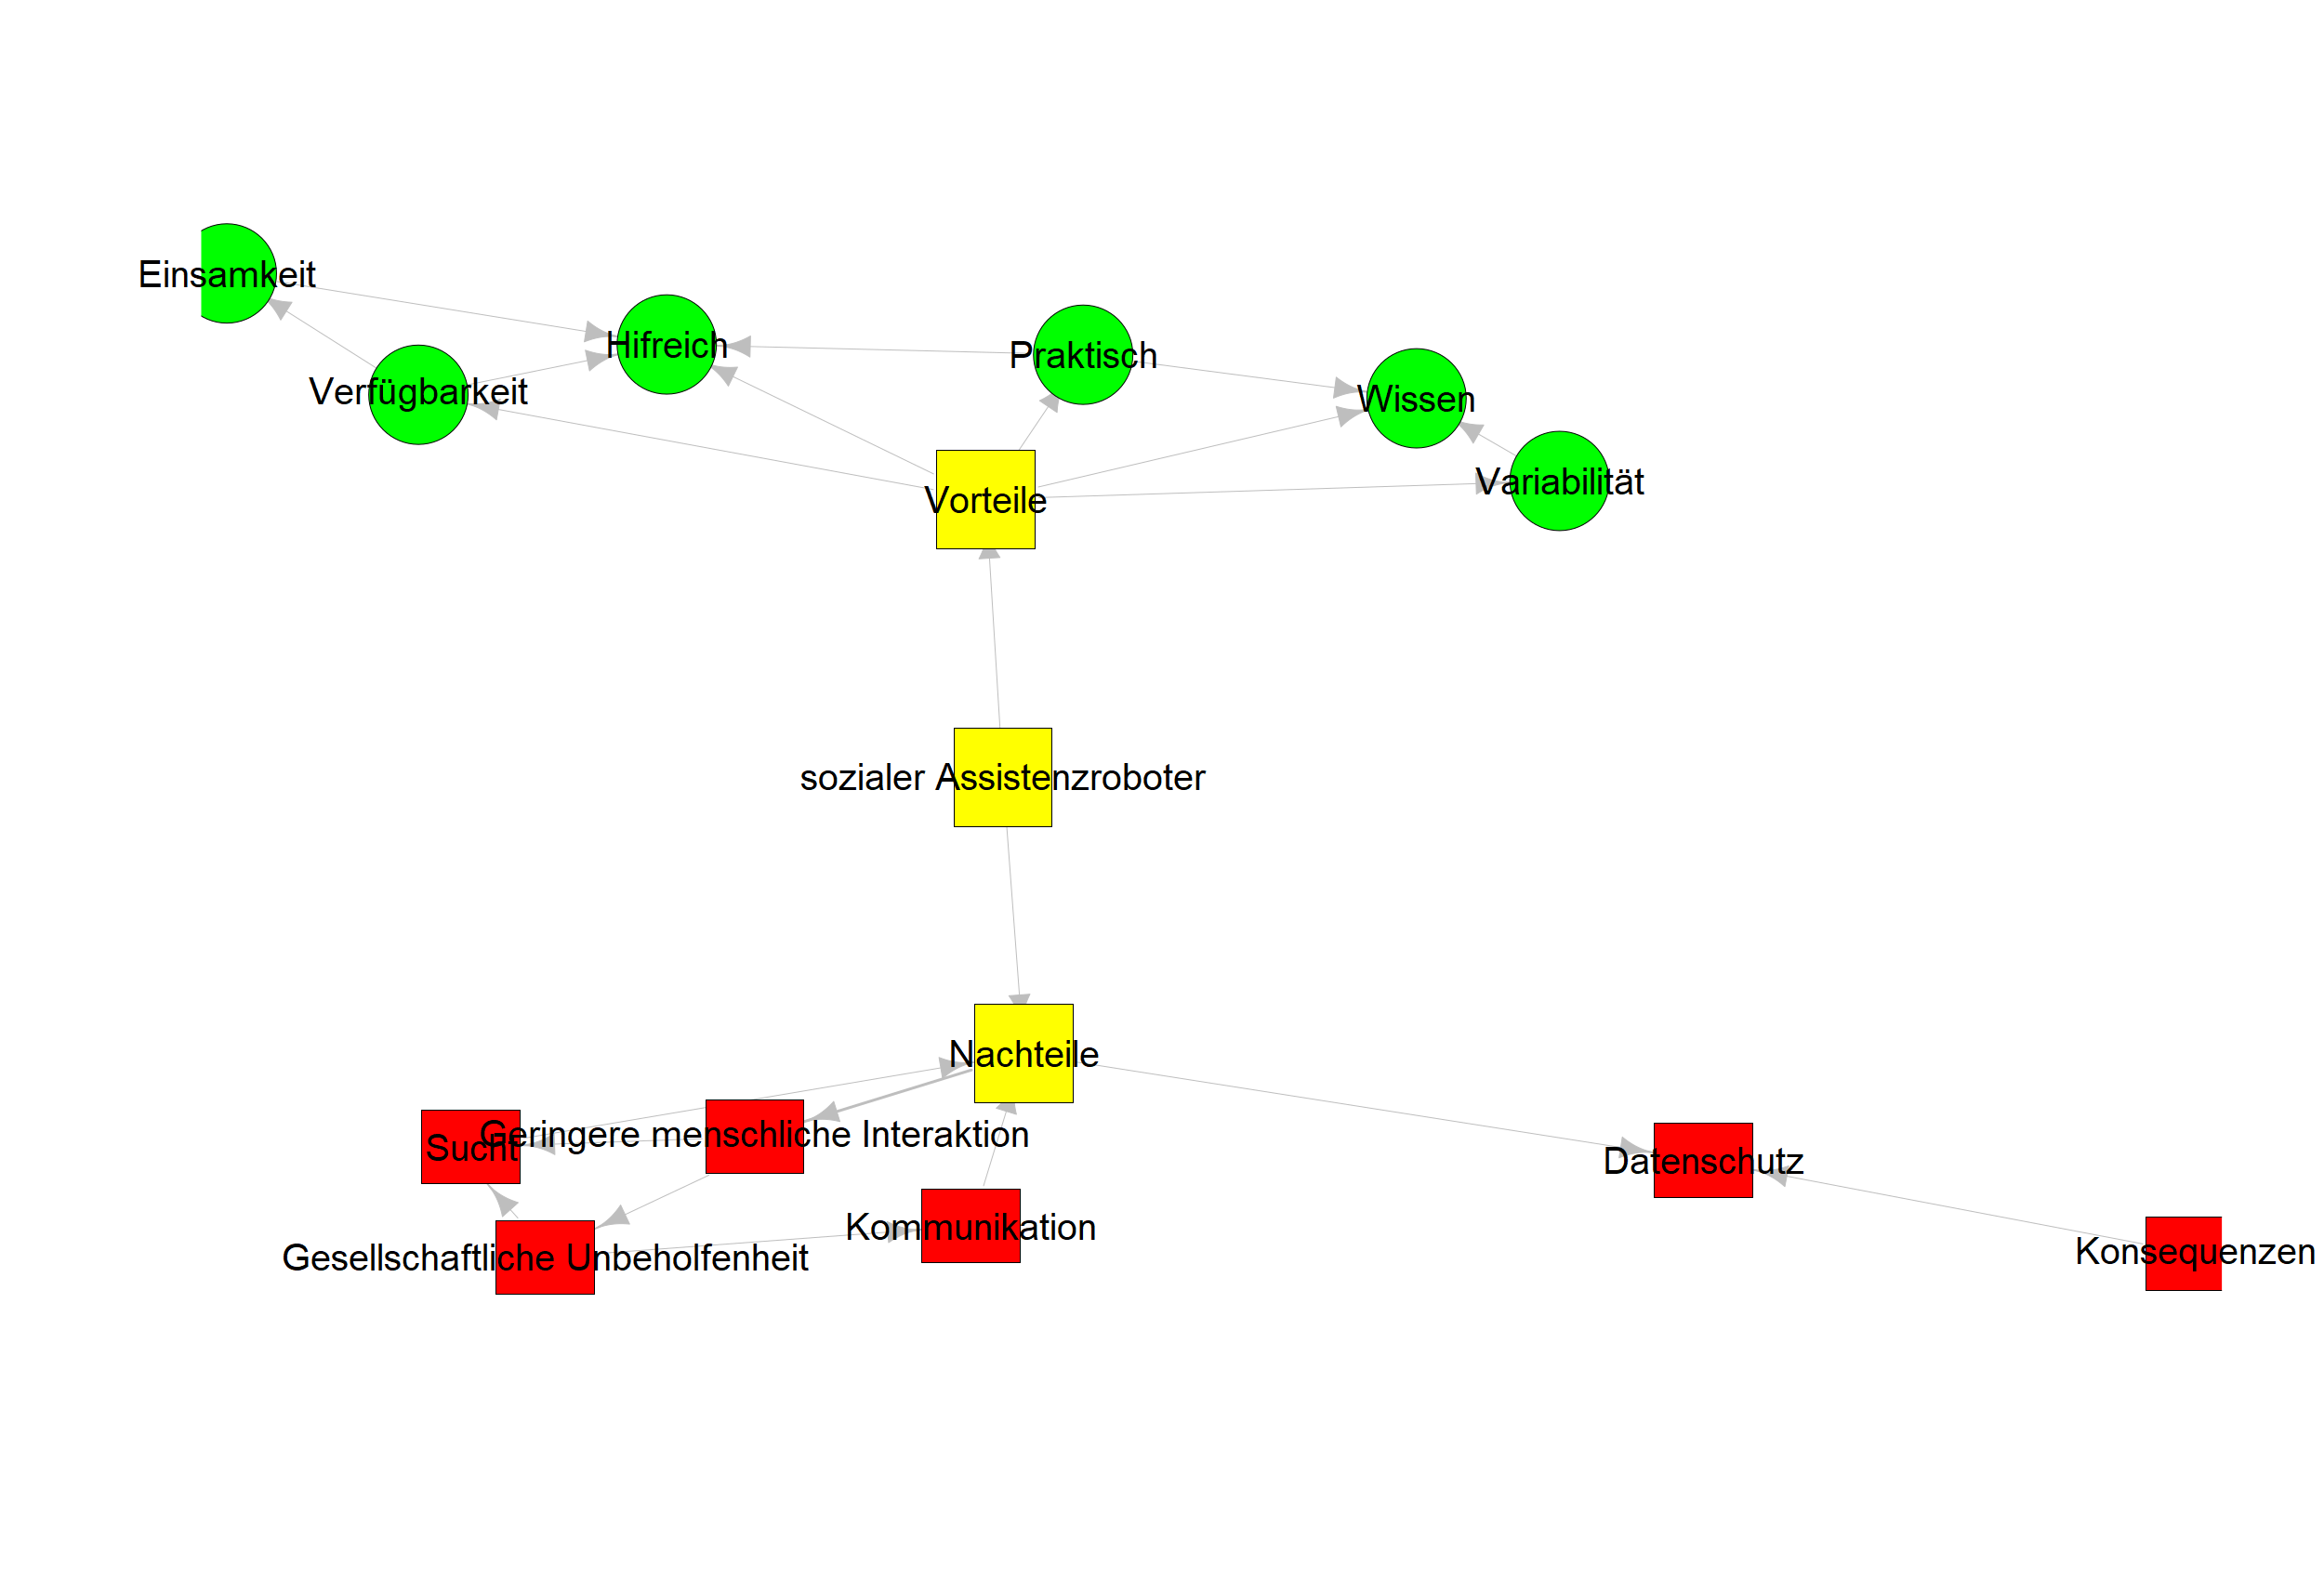 Einsamkeit
Hifreich
Praktisch
Verfügbarkeit
Wissen
Variabilität
Vorteile
sozialer Assistenzroboter
Nachteile
Geringere menschliche Interaktion
Sucht
Datenschutz
Kommunikation
Gesellschaftliche Unbeholfenheit
Konsequenzen